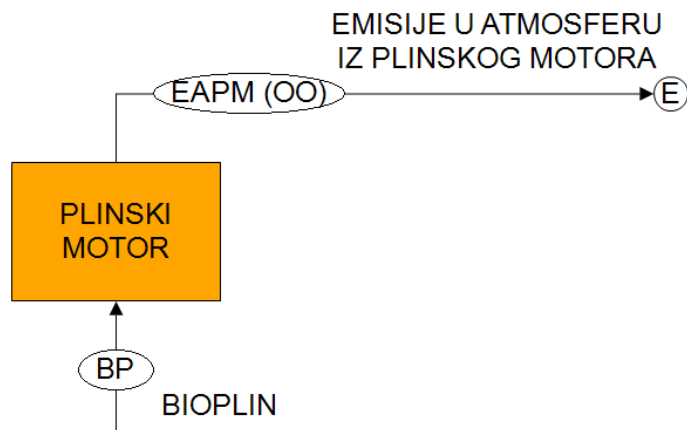 EMISIJE U ATMOSFERU
IZ PLINSKOG MOTORA
EAPM (OO)
E
PLINSKI
MOTOR
BP
BIOPLIN